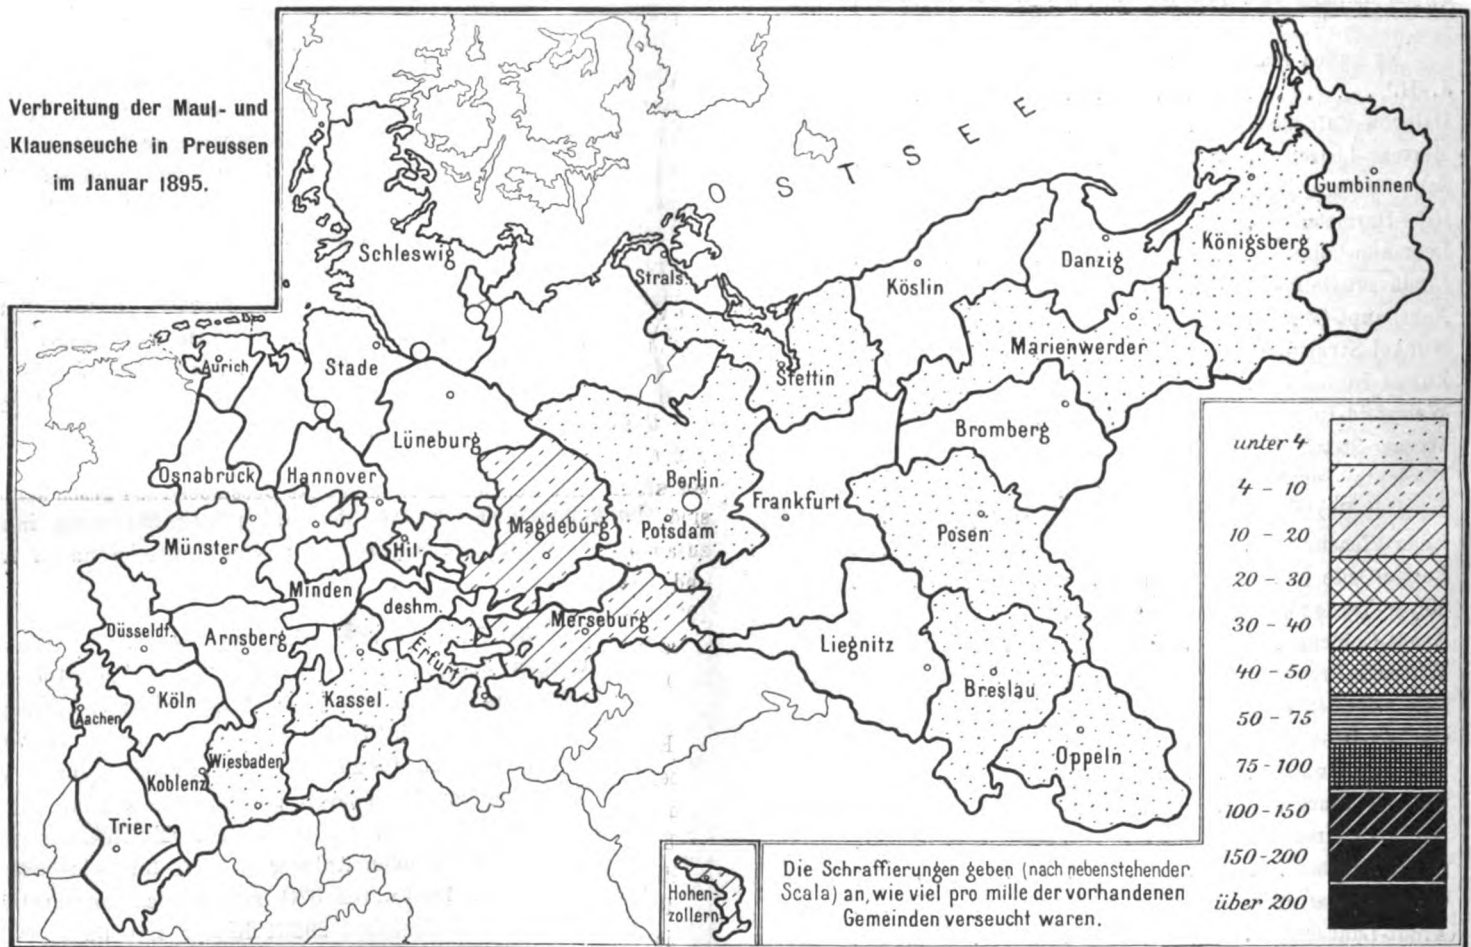 Verbreitung der Maul- und
Klauenseuche in Preussen
im Januar 1895.
OSTSEE
Schleswig
Strals.
Köslin
Danzig
Königsberg
Gumbinnen
Aurich
Stade
Stettin
Marienwerder
Lüneburg
Bromberg
Osnabrück
Hannover
Berlin
Potsdam
Frankfurt
Magdeburg
Posen
Münster
Hil-
deshm.
Minden
Düsseldf.
Arnsberg
Erfurt
Merseburg
Liegnitz
Breslau
Köln
Kassel
Aachen
Wiesbaden
Koblenz
Oppeln
Trier
Hohen-
zollern
unter 4
4 - 10
10 - 20
20 - 30
30 - 40
40 - 50
50 - 75
75 - 100
100 - 150
150 - 200
über 200
Die Schraffierungen geben (nach nebenstehender
Scala) an, wie viel pro mille der vorhandenen
Gemeinden verseucht waren.